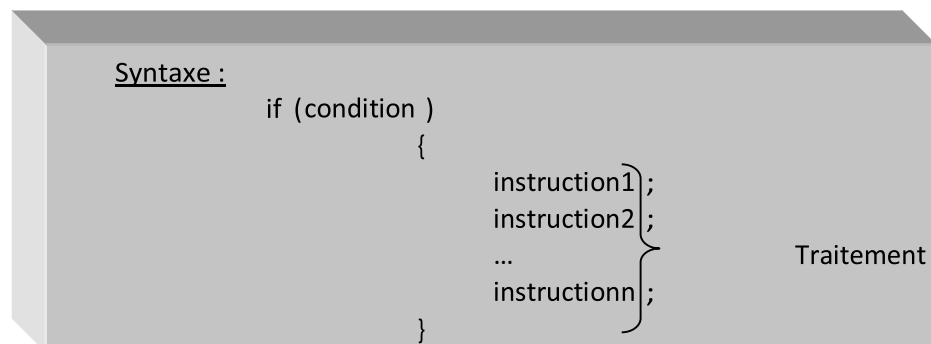 Syntaxe :
if (condition )
{
instruction1 ;
instruction2 ;
...
Traitement
instructionn ;
}